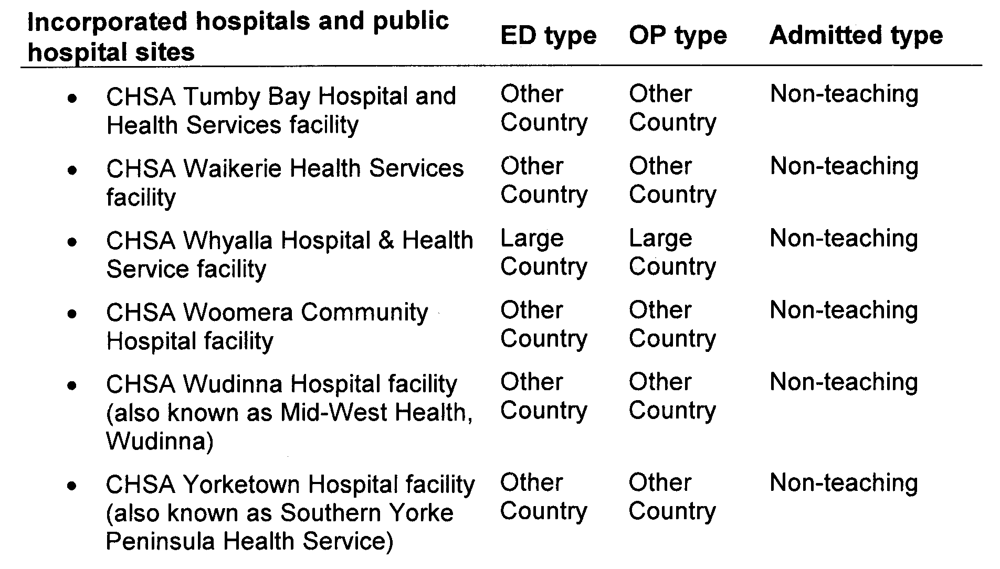 Incorporated hospitals and public
hospital sites
ED type OP type Admitted type
• CHSA Tumby Bay Hospital and Other Other Non-teaching
Health Services facility Country Country
• CHSA Waikerie Health Services Other Other Non-teaching
facility Country Country
• CHSA Whyalla Hospital & Health Large Large Non-teaching
Service facility Country Country
• CHSA Woomera Community Other Other Non-teaching
Hospital facility Country Country
• CHSA Wudinna Hospital facility Other Other Non-teaching
(also known as Mid-West Health, Country Country
Wudinna)
• CHSA Yorketown Hospital facility Other Other Non-teaching
(also known as Southern Yorke Country Country
Peninsula Health Service)